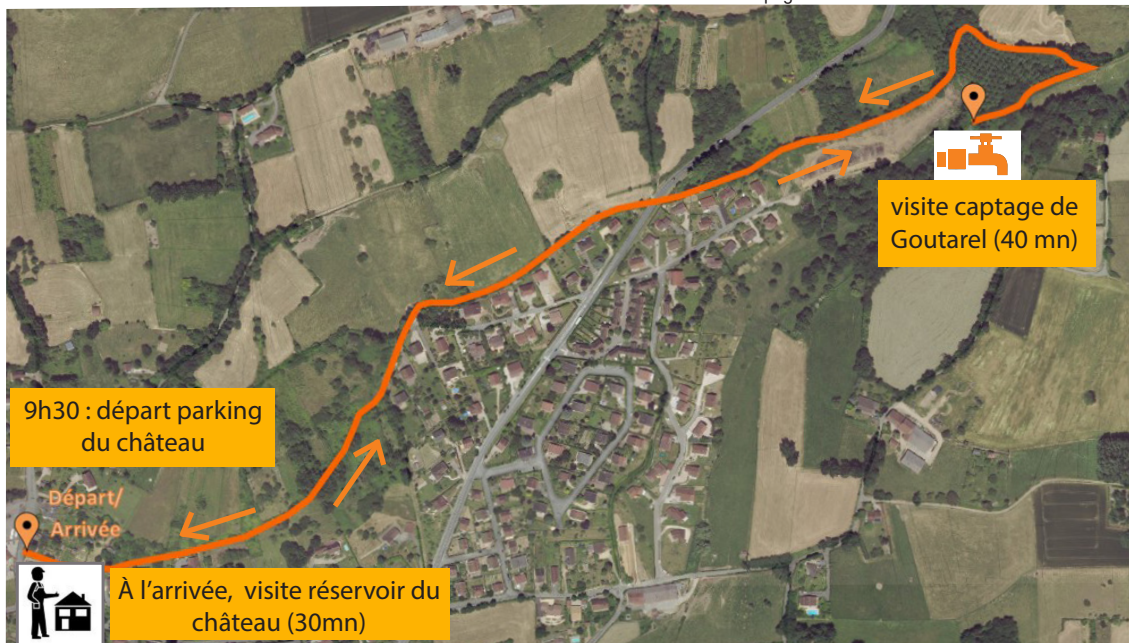 visite captage de
Goutarel (40 mn)
9h30 : départ parking
du château
Départ/
Arrivée
À l'arrivée, visite réservoir du
château (30mn)